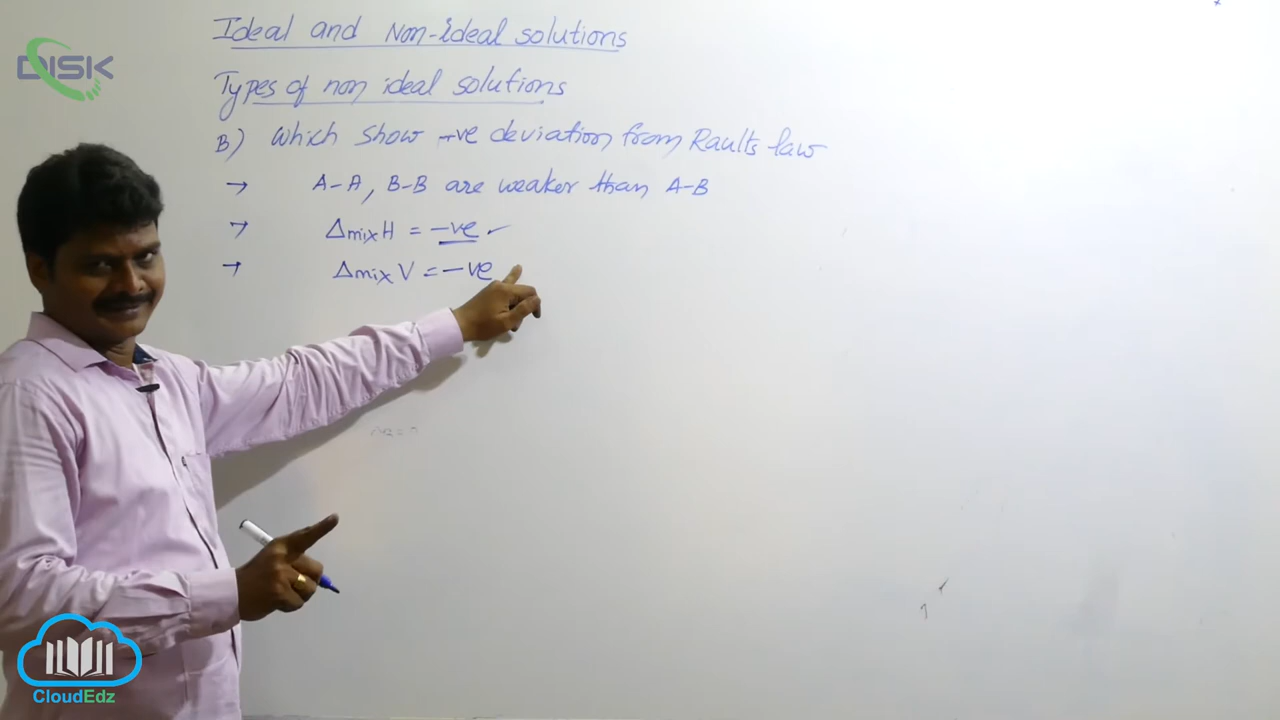 Ideal and Non-Ideal solutions
DISK
Types of non ideal solutions
B) Which show -ve deviation from Raults law
→ A-A, B-B are weaker than A-B
→ ΔmixH = -ve ✓
→ ΔmixV = -ve
CloudEdz